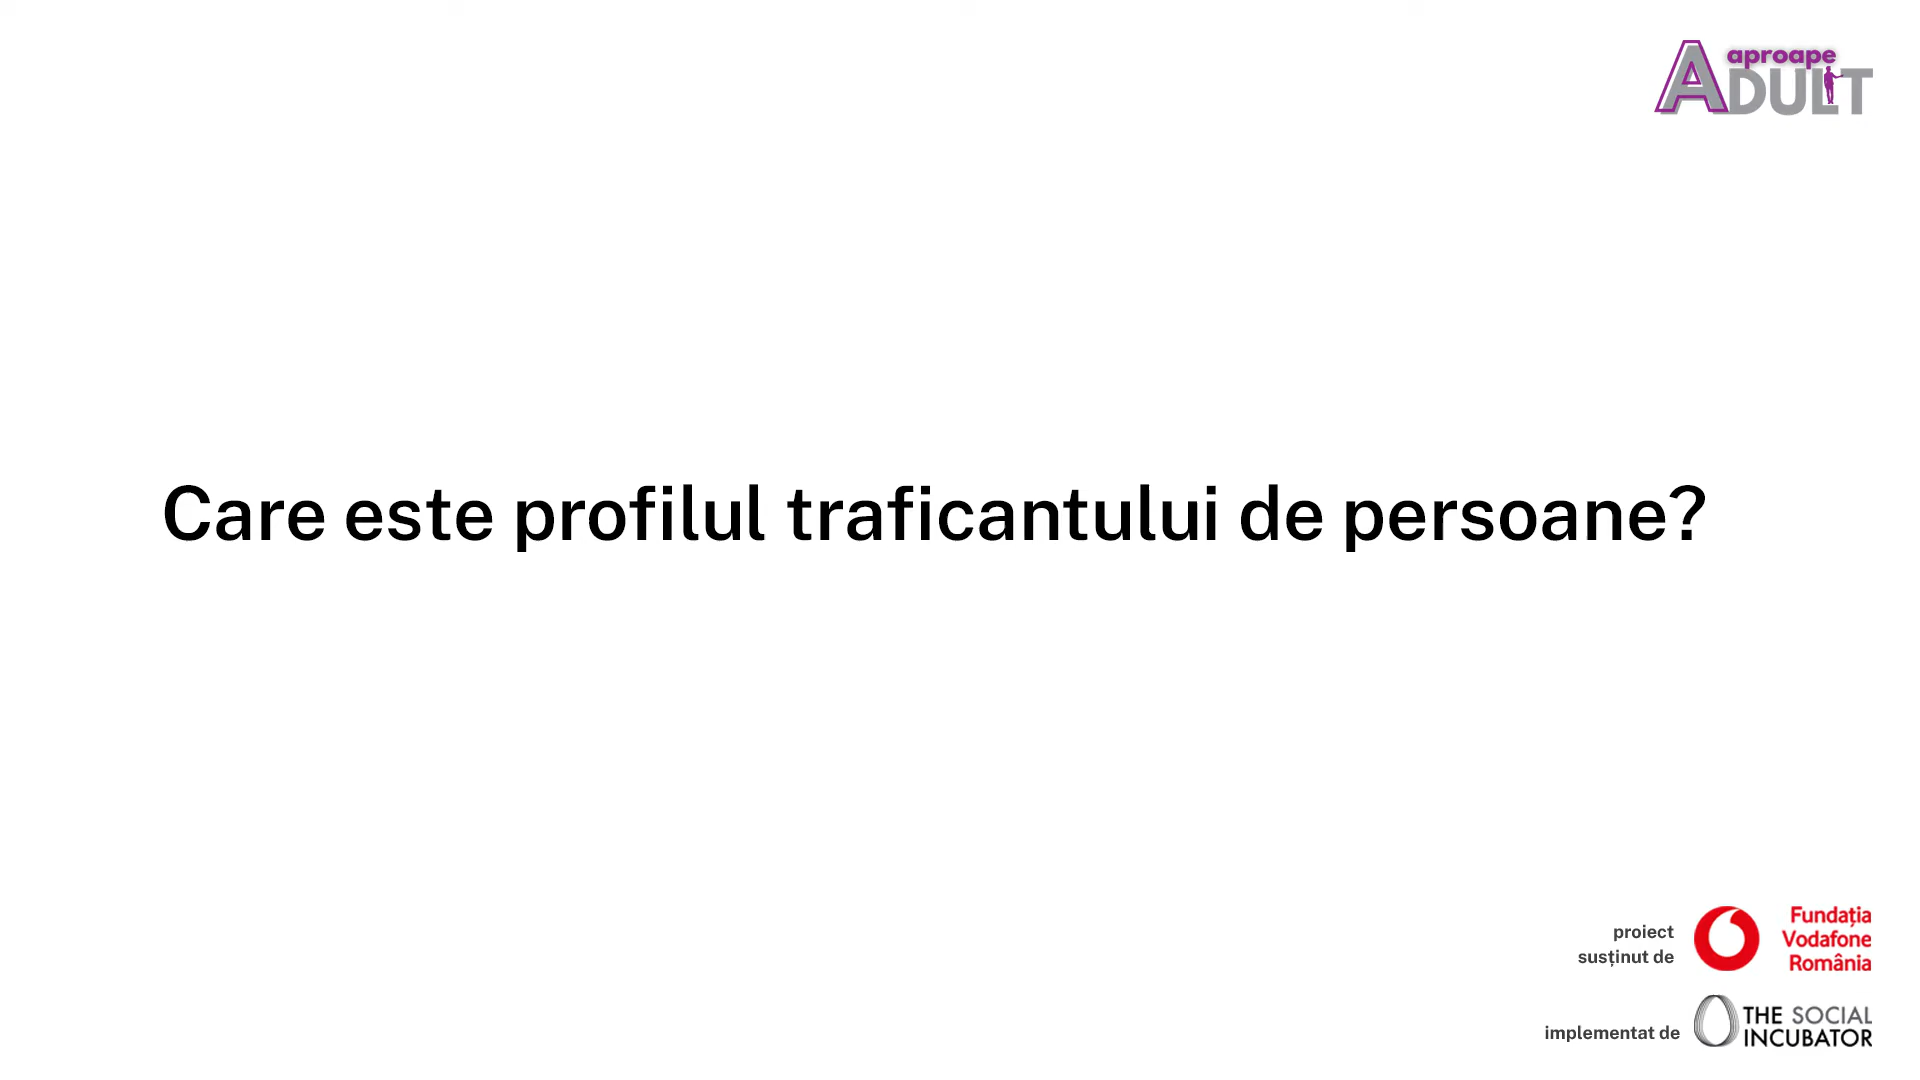 aproape
ADULT
Care este profilul traficantului de persoane?
proiect
susținut de
Fundația
Vodafone
România
implementat de
THE SOCIAL
INCUBATOR